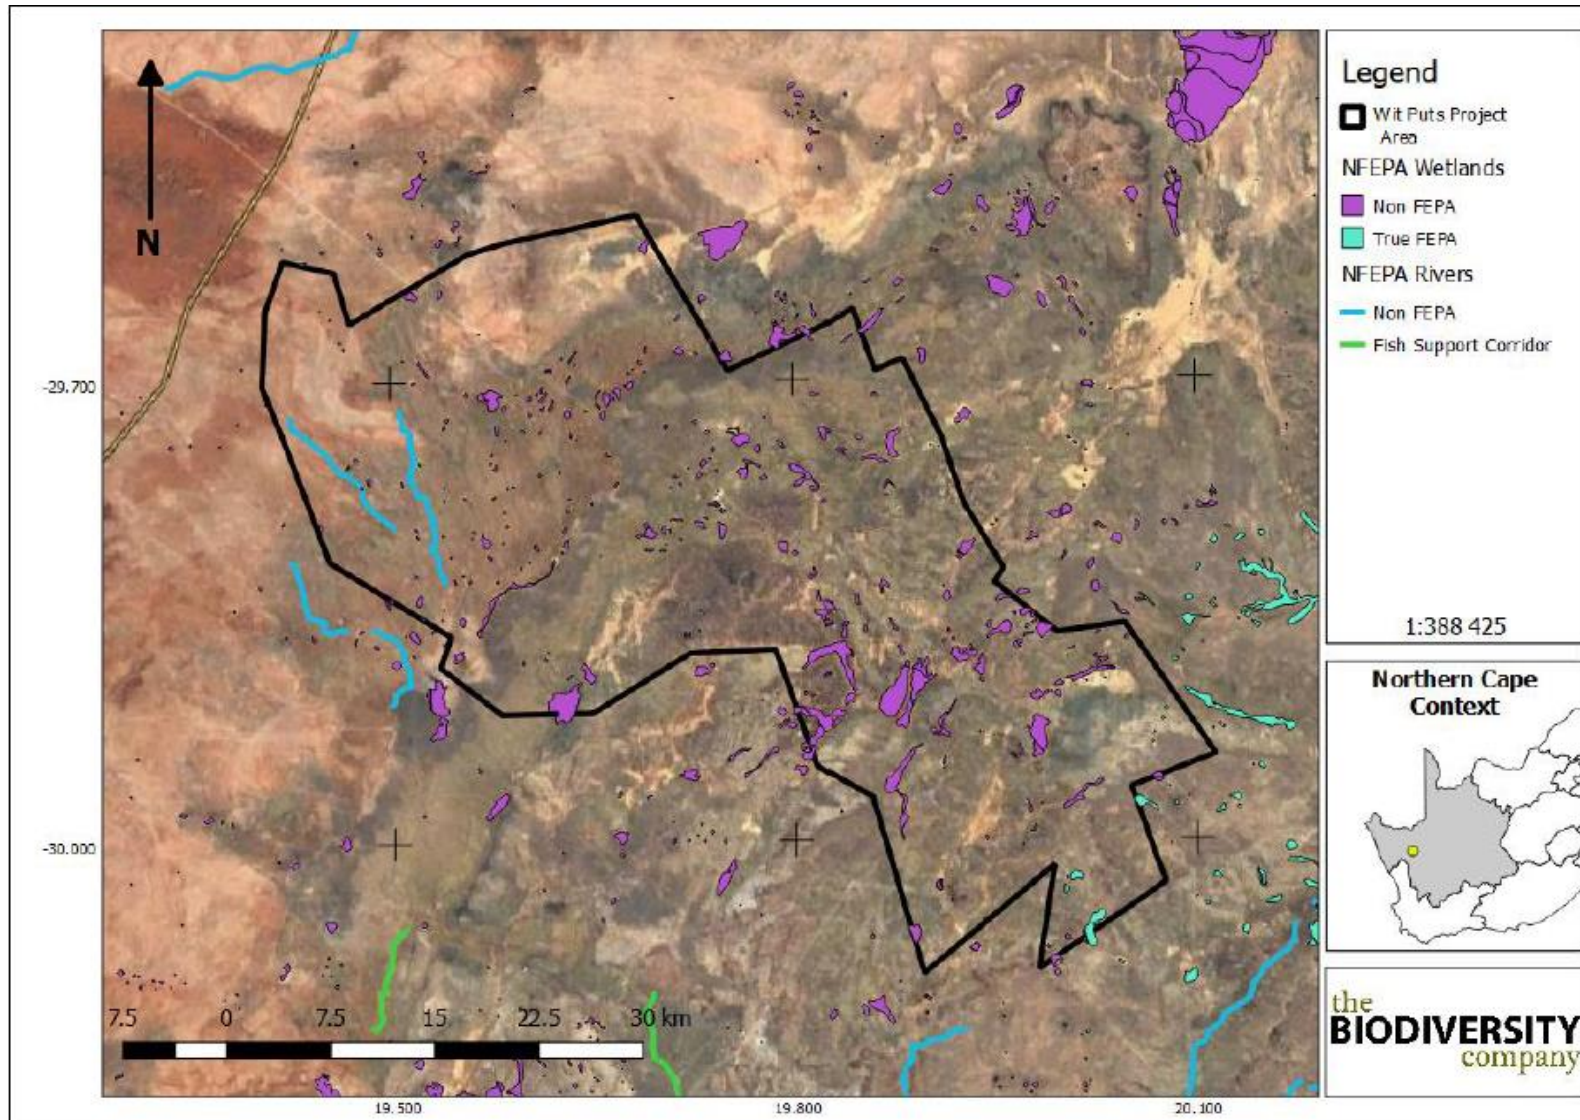 Legend
Wit Puts Project
Area
NFEPA Wetlands
Non FEPA
True FEPA
NFEPA Rivers
Non FEPA
Fish Support Corridor
1:388 425
N
-29.700
-30.000
7.5 0 7.5 15 22.5 30 km
19.500 19.800 20.100
Northern Cape
Context
the
BIODIVERSITY
company